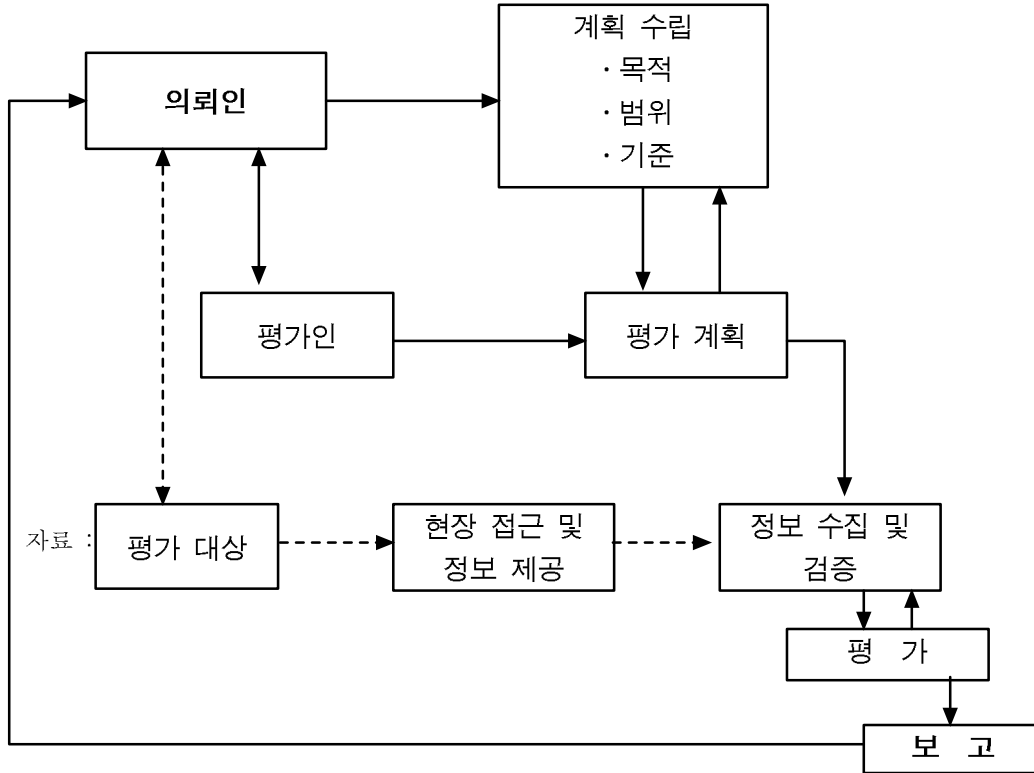 계획 수립
· 목적
· 범위
· 기준
의뢰인
평가인
평가 계획
자료 :
평가 대상
현장 접근 및
정보 제공
정보 수집 및
검증
평 가
보 고